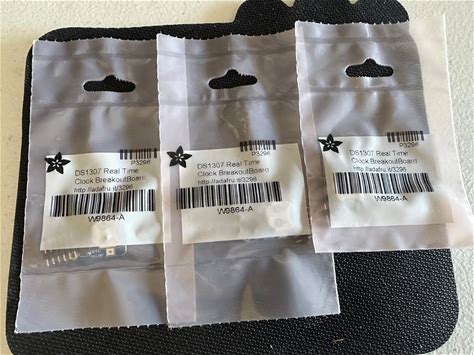 P3296
DS1307 Real Time
Clock BreakoutBoard
http://adafru.it/3296
W9864-A
P3296
DS1307 Real Time
Clock BreakoutBoard
http://adafru.it/3296
W9864-A
P3296
DS1307 Real Time
Clock BreakoutBoard
http://adafru.it/3296
W9864-A